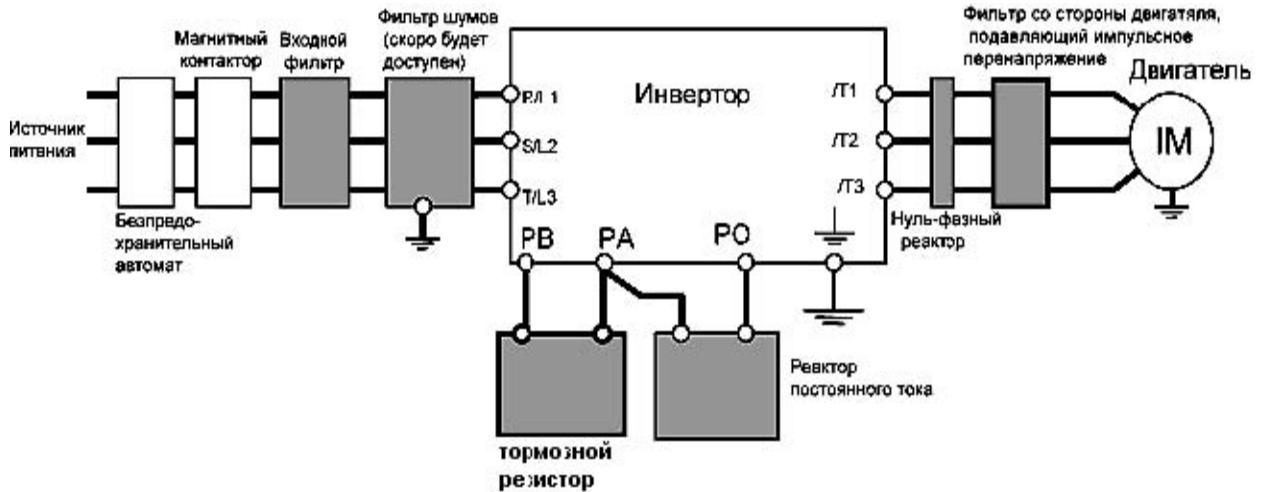 Магнитный
контактор
Входной
фильтр
Фильтр шумов
(скоро будет
доступен)
Фильтр со стороны двигатяля,
подавляющий импульсное
перенапряжение
Двигатель
Источник
питания
R/L1
S/L2
T/L3
Инвертор
/T1
/T2
/T3
IM
Безпредо-
хранительный
автомат
PB
PA
PO
Нуль-фазный
реактор
тормозной
резистор
Реактор
постоянного тока